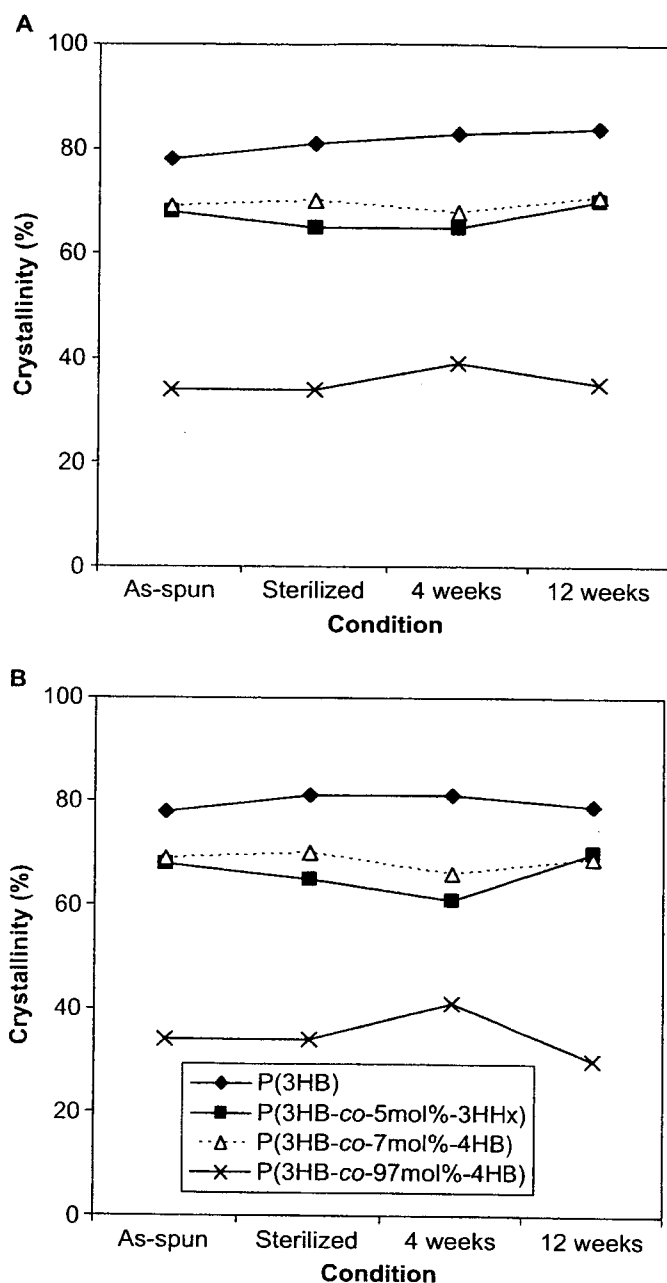 A
100
80
60
40
20
0
Crystallinity (%)
As-spun Sterilized 4 weeks 12 weeks
Condition
B
100
80
60
40
20
0
Crystallinity (%)
P(3HB)
P(3HB-co-5mol%-3HHx)
P(3HB-co-7mol%-4HB)
P(3HB-co-97mol%-4HB)
As-spun Sterilized 4 weeks 12 weeks
Condition